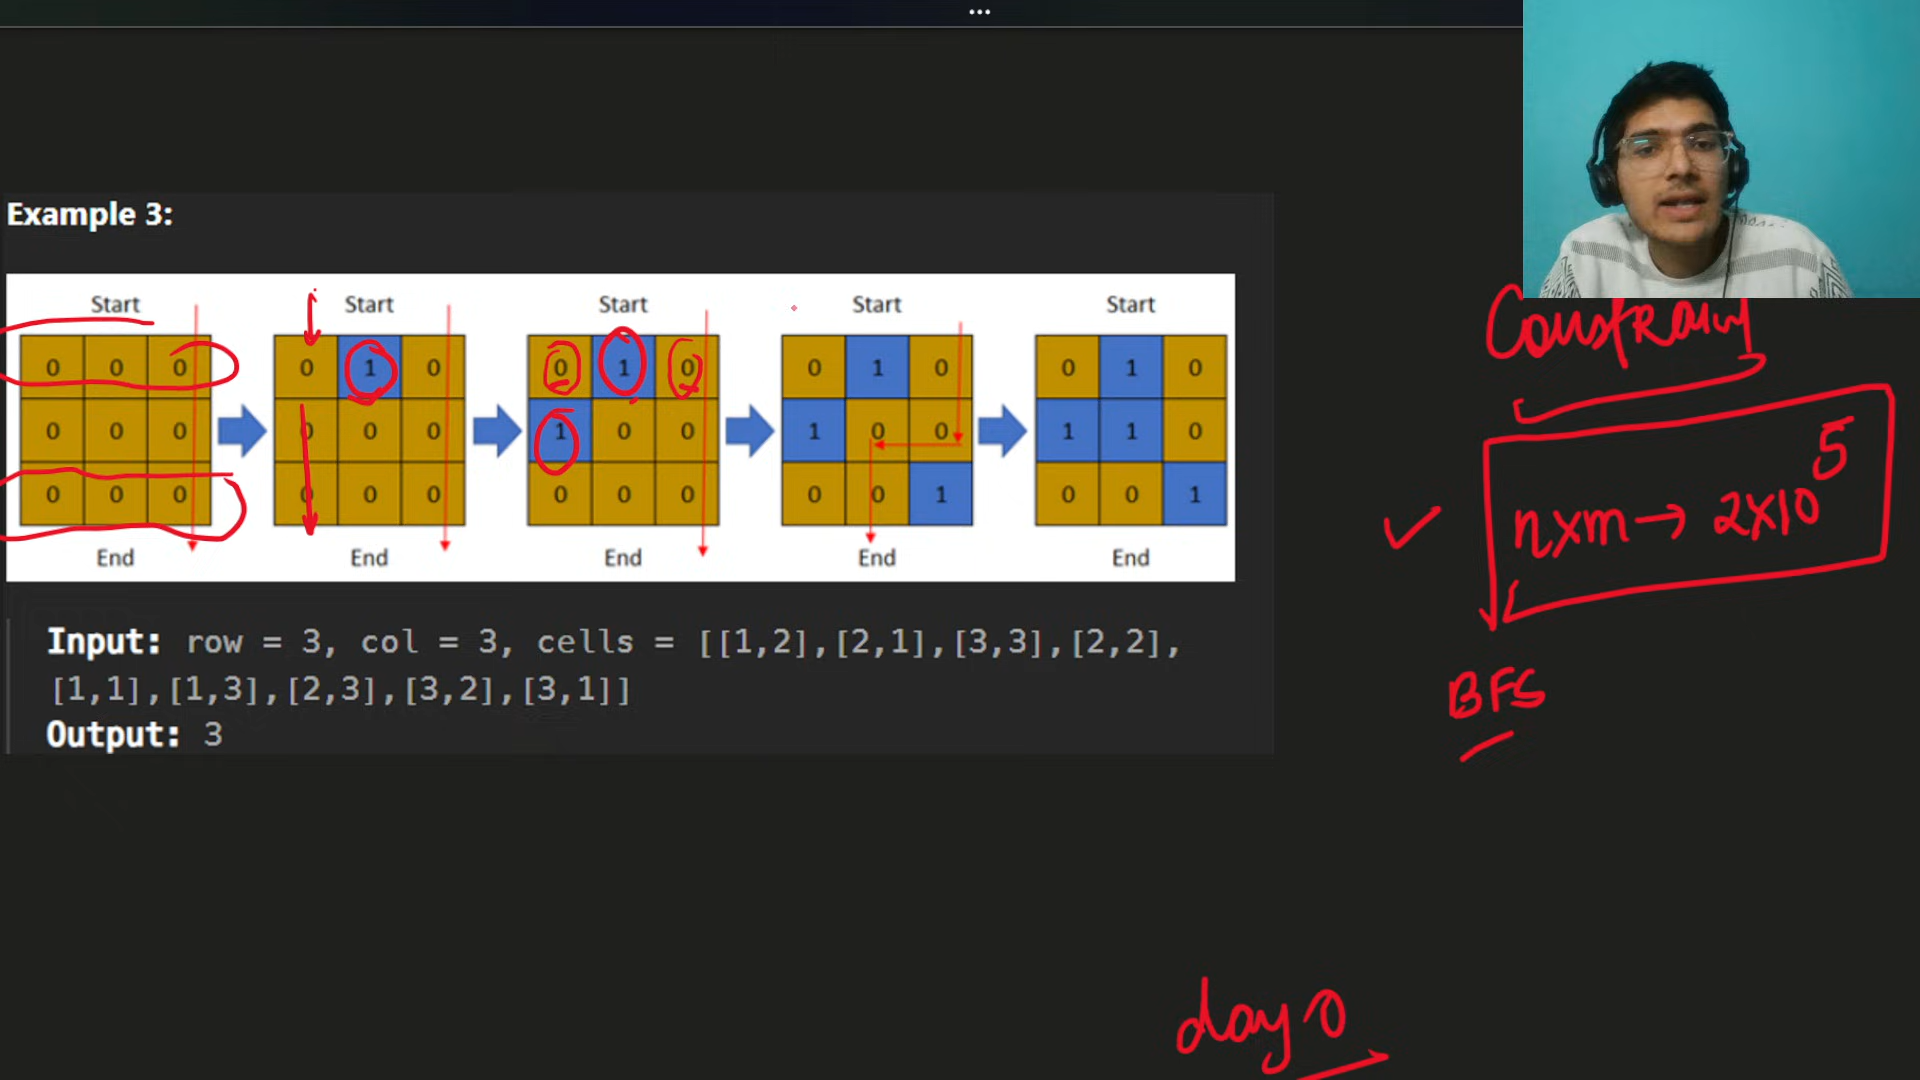 ...
Example 3:
Start Start Start Start Start
0 0 0 0 1 0 0 1 0 0 1 0 0 1 0
0 0 0 0 0 0 1 0 0 1 0 0 1 1 0
0 0 0 0 0 0 0 0 0 0 0 1 0 0 1
End End End End End
Input: row = 3, col = 3, cells = [[1,2],[2,1],[3,3],[2,2],
[1,1],[1,3],[2,3],[3,2],[3,1]]
Output: 3
n×m→ 2×10^5
BFS
day 0